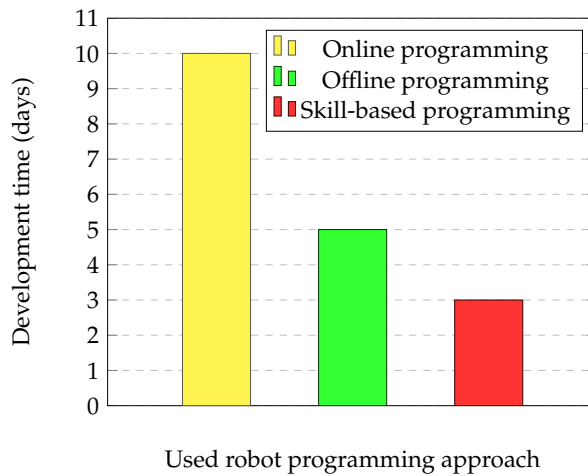 11
10
9
8
7
6
5
4
3
2
1
0
Development time (days)
Online programming
Offline programming
Skill-based programming
Used robot programming approach